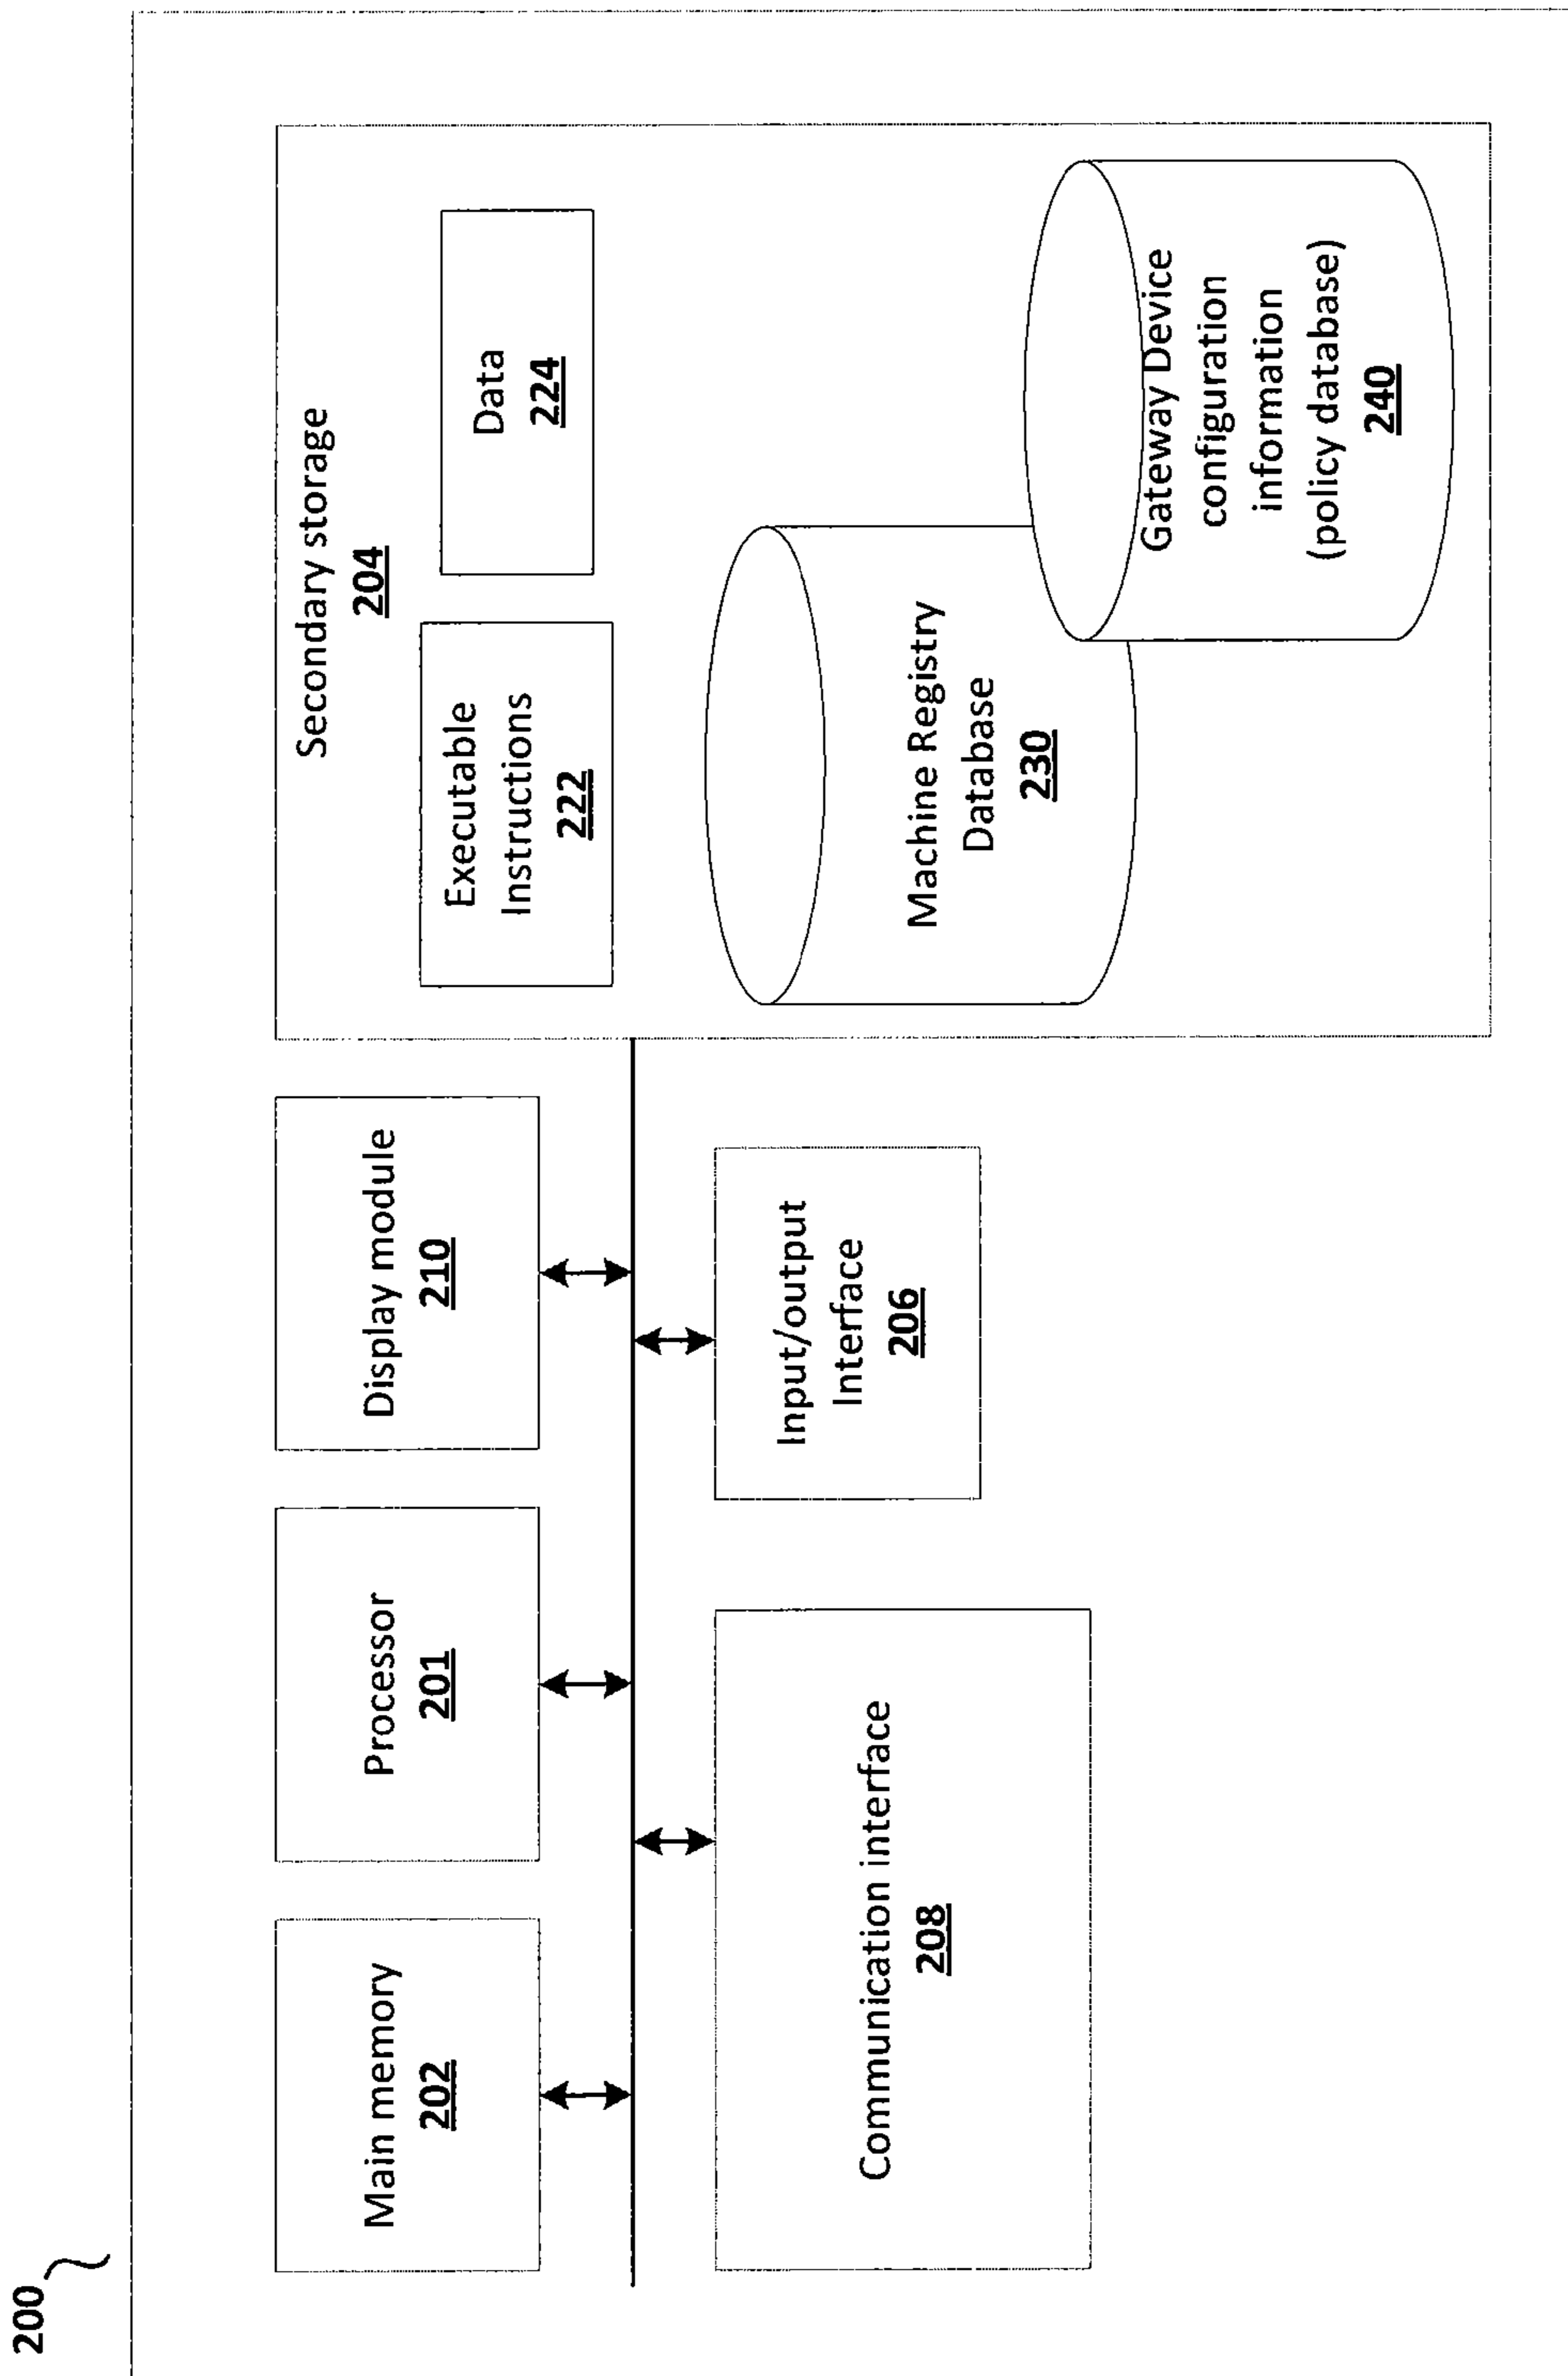 200
Main memory
202
Processor
201
Display module
210
Secondary storage
204
Executable
Instructions
222
Data
224
Communication interface
208
Input/output
Interface
206
Machine Registry
Database
230
Gateway Device
configuration
information
(policy database)
240